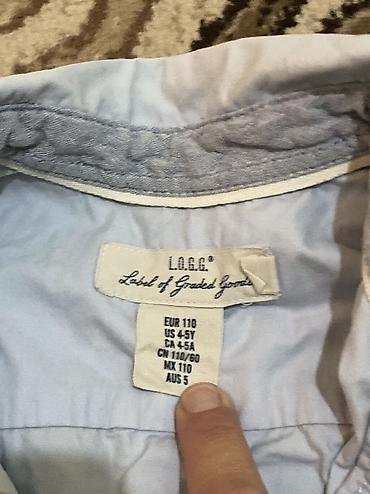 L.O.G.G.®
Label of Graded Goods
EUR 110
US 4-5Y
CA 4-5A
CN 110/60
MX 110
AUS 5